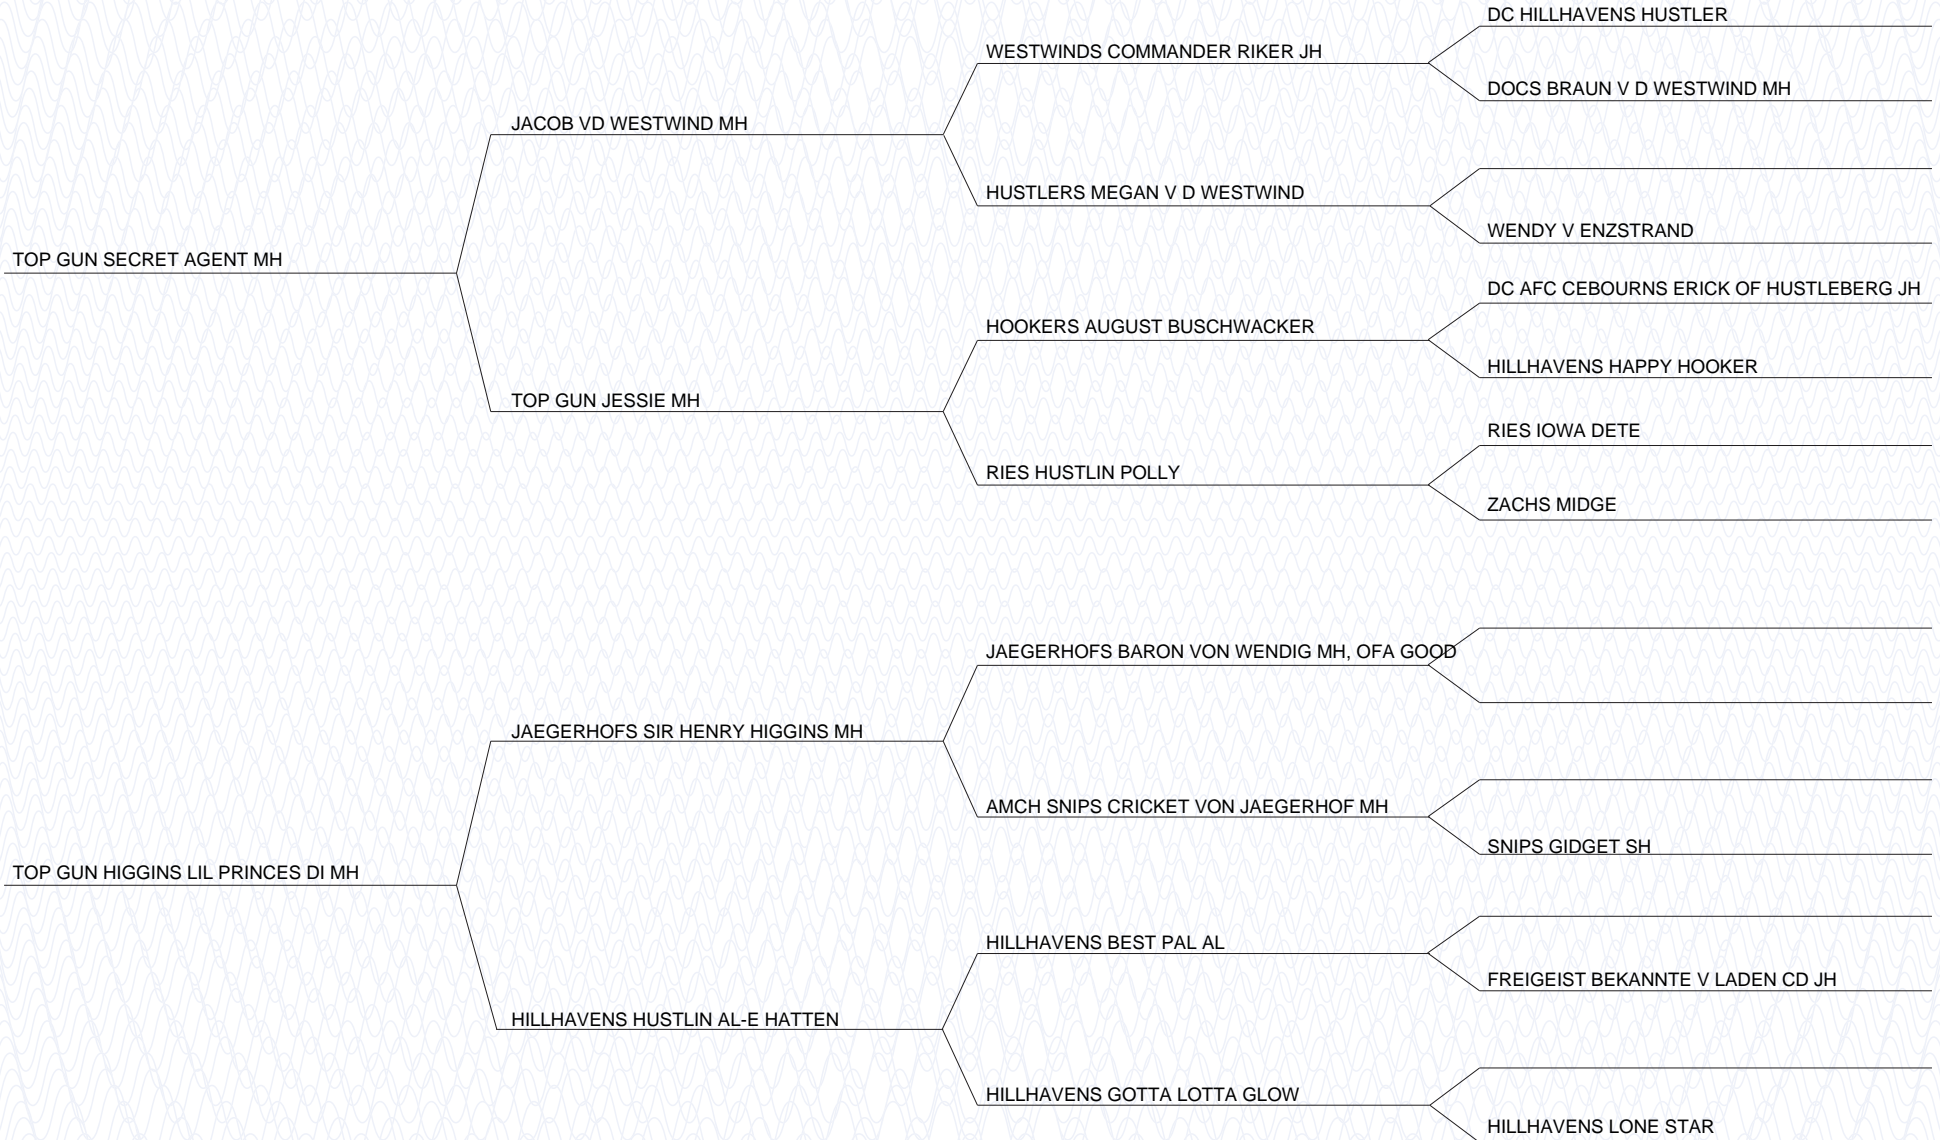 DC HILLHAVENS HUSTLER
WESTWINDS COMMANDER RIKER JH
DOCS BRAUN V D WESTWIND MH
JACOB VD WESTWIND MH
HUSTLERS MEGAN V D WESTWIND
WENDY V ENZSTRAND
TOP GUN SECRET AGENT MH
DC AFC CEBOURNS ERICK OF HUSTLEBERG JH
HOOKERS AUGUST BUSCHWACKER
HILLHAVENS HAPPY HOOKER
TOP GUN JESSIE MH
RIES IOWA DETE
RIES HUSTLIN POLLY
ZACHS MIDGE
JAEGERHOFS BARON VON WENDIG MH, OFA GOOD
JAEGERHOFS SIR HENRY HIGGINS MH
AMCH SNIPS CRICKET VON JAEGERHOF MH
SNIPS GIDGET SH
TOP GUN HIGGINS LIL PRINCES DI MH
HILLHAVENS BEST PAL AL
FREIGEIST BEKANNTE V LADEN CD JH
HILLHAVENS HUSTLIN AL-E HATTEN
HILLHAVENS GOTTA LOTTA GLOW
HILLHAVENS LONE STAR